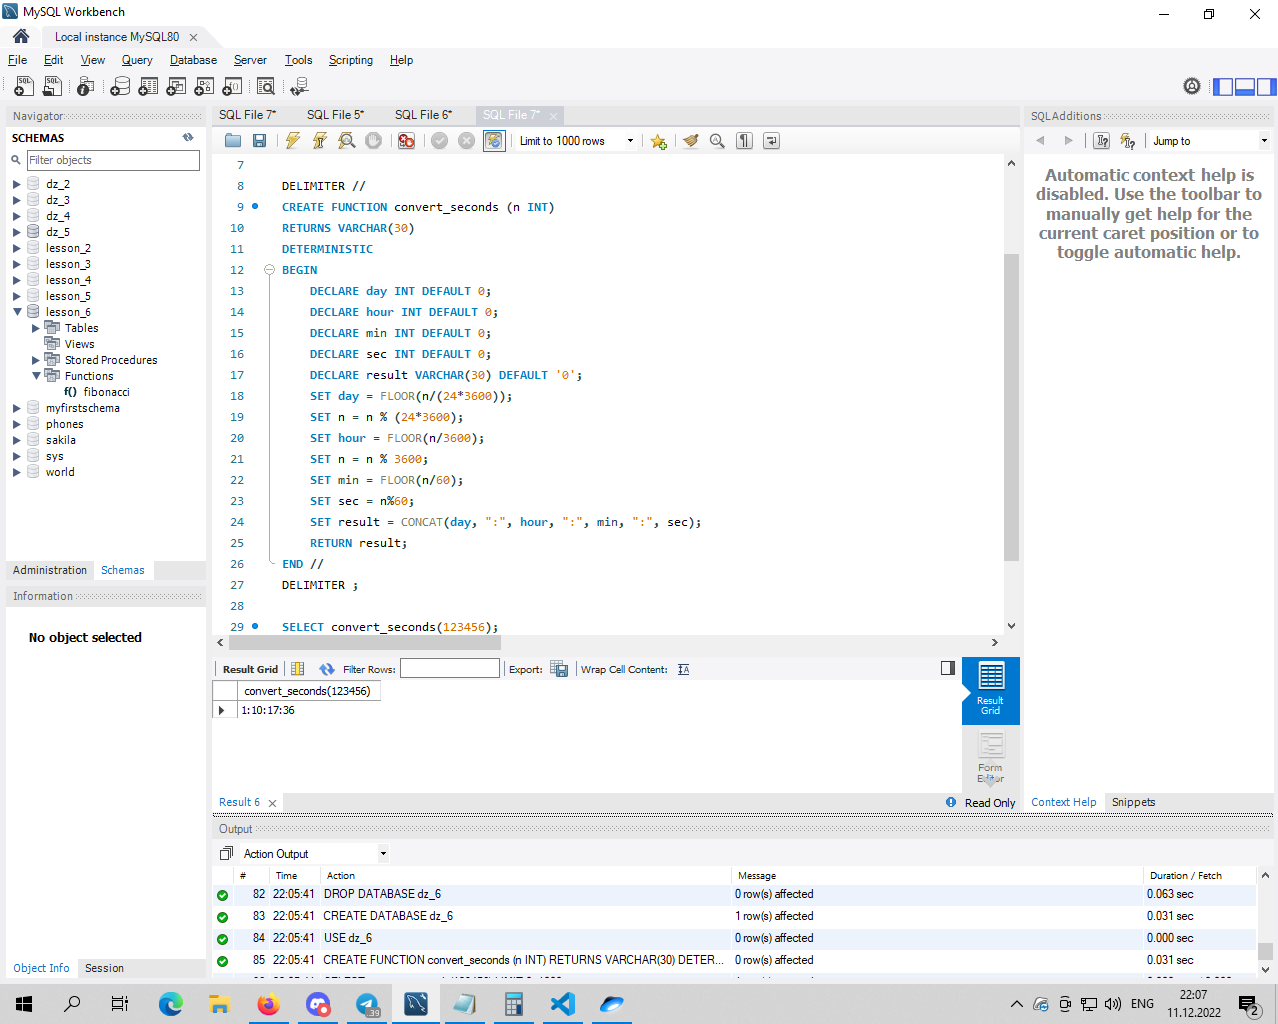 MySQL Workbench
Local instance MySQL80
File Edit View Query Database Server Tools Scripting Help
Navigator
SCHEMAS
Filter objects
dz_2
dz_3
dz_4
dz_5
lesson_2
lesson_3
lesson_4
lesson_5
lesson_6
Tables
Views
Stored Procedures
Functions
f() fibonacci
myfirstschema
phones
sakila
sys
world
Administration Schemas
Information
No object selected
Object Info Session
SQL File 7* SQL File 5* SQL File 6* SQL File 7*
Limit to 1000 rows
7
8 DELIMITER //
9 CREATE FUNCTION convert_seconds (n INT)
10 RETURNS VARCHAR(30)
11 DETERMINISTIC
12 BEGIN
13 DECLARE day INT DEFAULT 0;
14 DECLARE hour INT DEFAULT 0;
15 DECLARE min INT DEFAULT 0;
16 DECLARE sec INT DEFAULT 0;
17 DECLARE result VARCHAR(30) DEFAULT '0';
18 SET day = FLOOR(n/(24*3600));
19 SET n = n % (24*3600);
20 SET hour = FLOOR(n/3600);
21 SET n = n % 3600;
22 SET min = FLOOR(n/60);
23 SET sec = n%60;
24 SET result = CONCAT(day, ":", hour, ":", min, ":", sec);
25 RETURN result;
26 END //
27 DELIMITER ;
28
29 SELECT convert_seconds(123456);
Result Grid Filter Rows: Export: Wrap Cell Content:
convert_seconds(123456)
1:10:17:36
Result Grid
Form Editor
Result 6 Read Only
SQLAdditions
Jump to
Automatic context help is
disabled. Use the toolbar to
manually get help for the
current caret position or to
toggle automatic help.
Context Help Snippets
Output
Action Output
# Time Action Message Duration / Fetch
82 22:05:41 DROP DATABASE dz_6 0 row(s) affected 0.063 sec
83 22:05:41 CREATE DATABASE dz_6 1 row(s) affected 0.031 sec
84 22:05:41 USE dz_6 0 row(s) affected 0.000 sec
85 22:05:41 CREATE FUNCTION convert_seconds (n INT) RETURNS VARCHAR(30) DETER... 0 row(s) affected 0.031 sec
39
ENG
22:07
11.12.2022
2